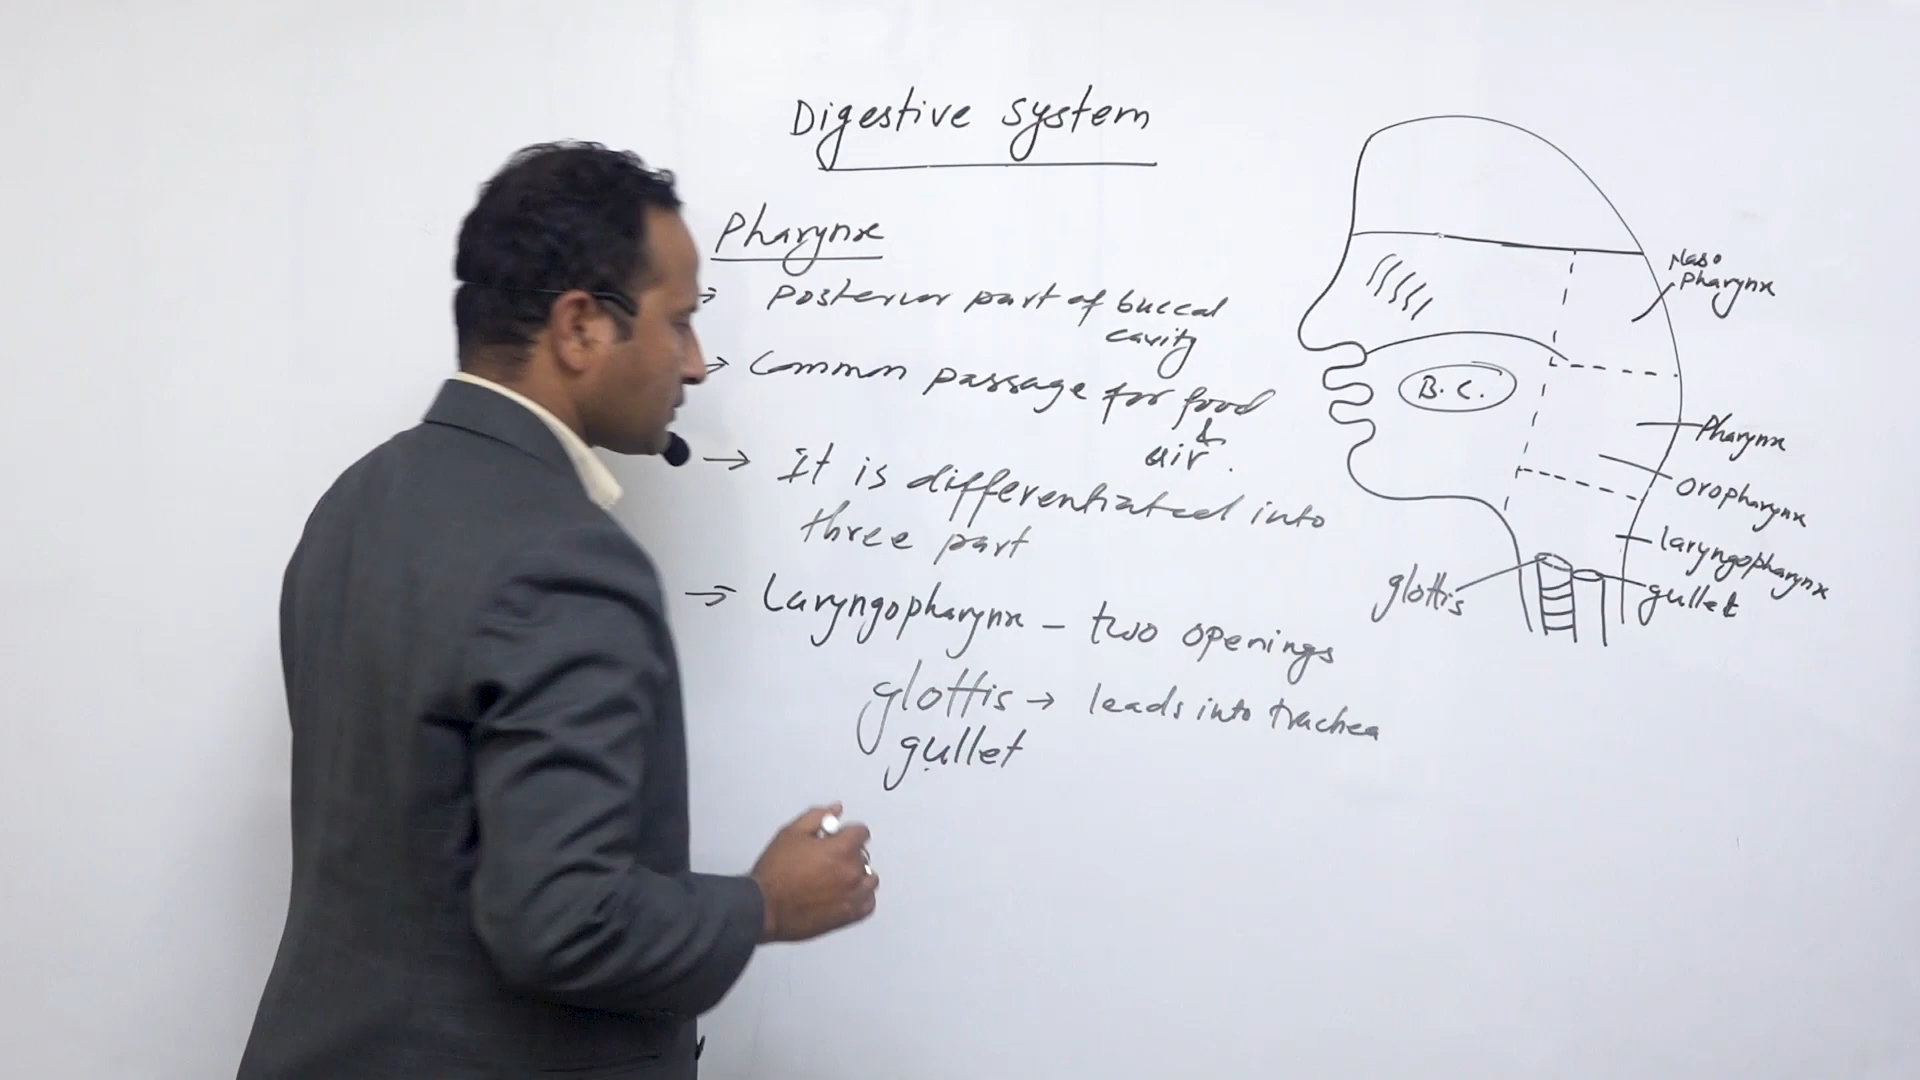 Digestive system
Pharynx
→ Posterior part of buccal
cavity
→ Common passage for food
&
air.
→ It is differentiated into
three part
→ Laryngopharynx – two openings
glottis → leads into trachea
gullet
Naso
pharynx
B.C.
Pharynx
oropharynx
laryngopharynx
glottis
gullet